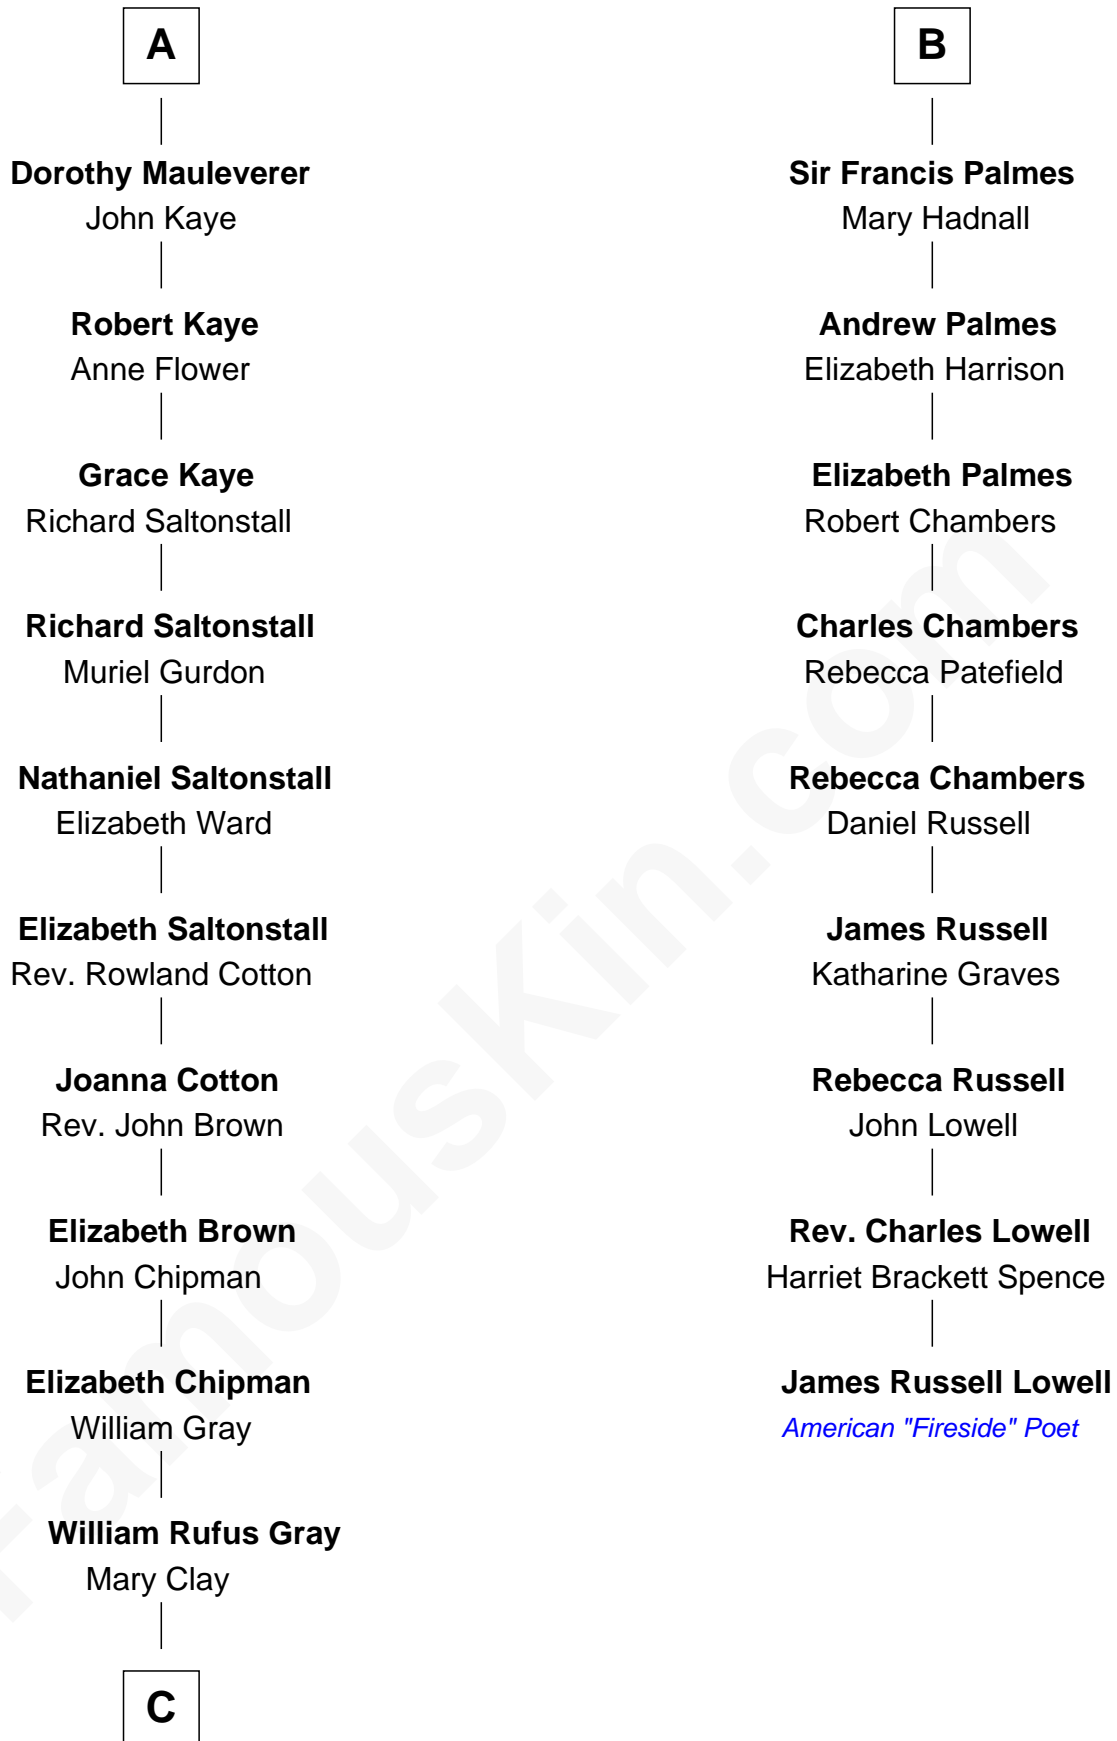 A
Dorothy Mauleverer
John Kaye
Robert Kaye
Anne Flower
Grace Kaye
Richard Saltonstall
Richard Saltonstall
Muriel Gurdon
Nathaniel Saltonstall
Elizabeth Ward
Elizabeth Saltonstall
Rev. Rowland Cotton
Joanna Cotton
Rev. John Brown
Elizabeth Brown
John Chipman
Elizabeth Chipman
William Gray
William Rufus Gray
Mary Clay
C
B
Sir Francis Palmes
Mary Hadnall
Andrew Palmes
Elizabeth Harrison
Elizabeth Palmes
Robert Chambers
Charles Chambers
Rebecca Patefield
Rebecca Chambers
Daniel Russell
James Russell
Katharine Graves
Rebecca Russell
John Lowell
Rev. Charles Lowell
Harriet Brackett Spence
James Russell Lowell
American "Fireside" Poet
FamousKin.com